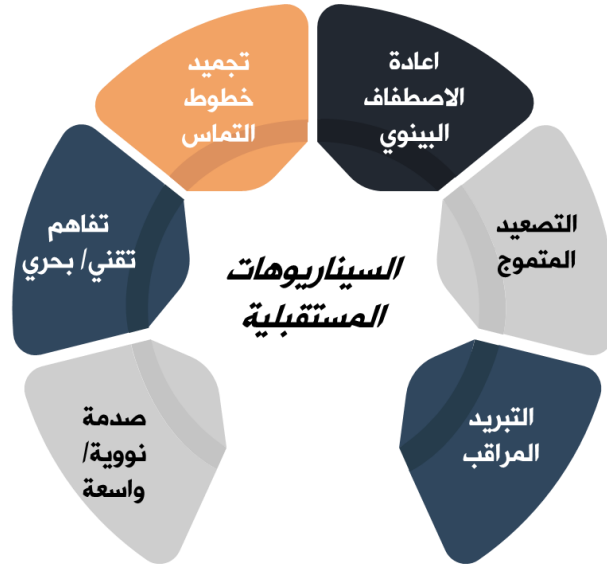 السيناريوهات
المستقبلية
التبريد
المراقب
التصعيد
المتموج
اعادة
الاصطفاف
البينوي
تجميد
خطوط
التماس
تفاهم
تقني/ بحري
صدمة
نووية/
واسعة